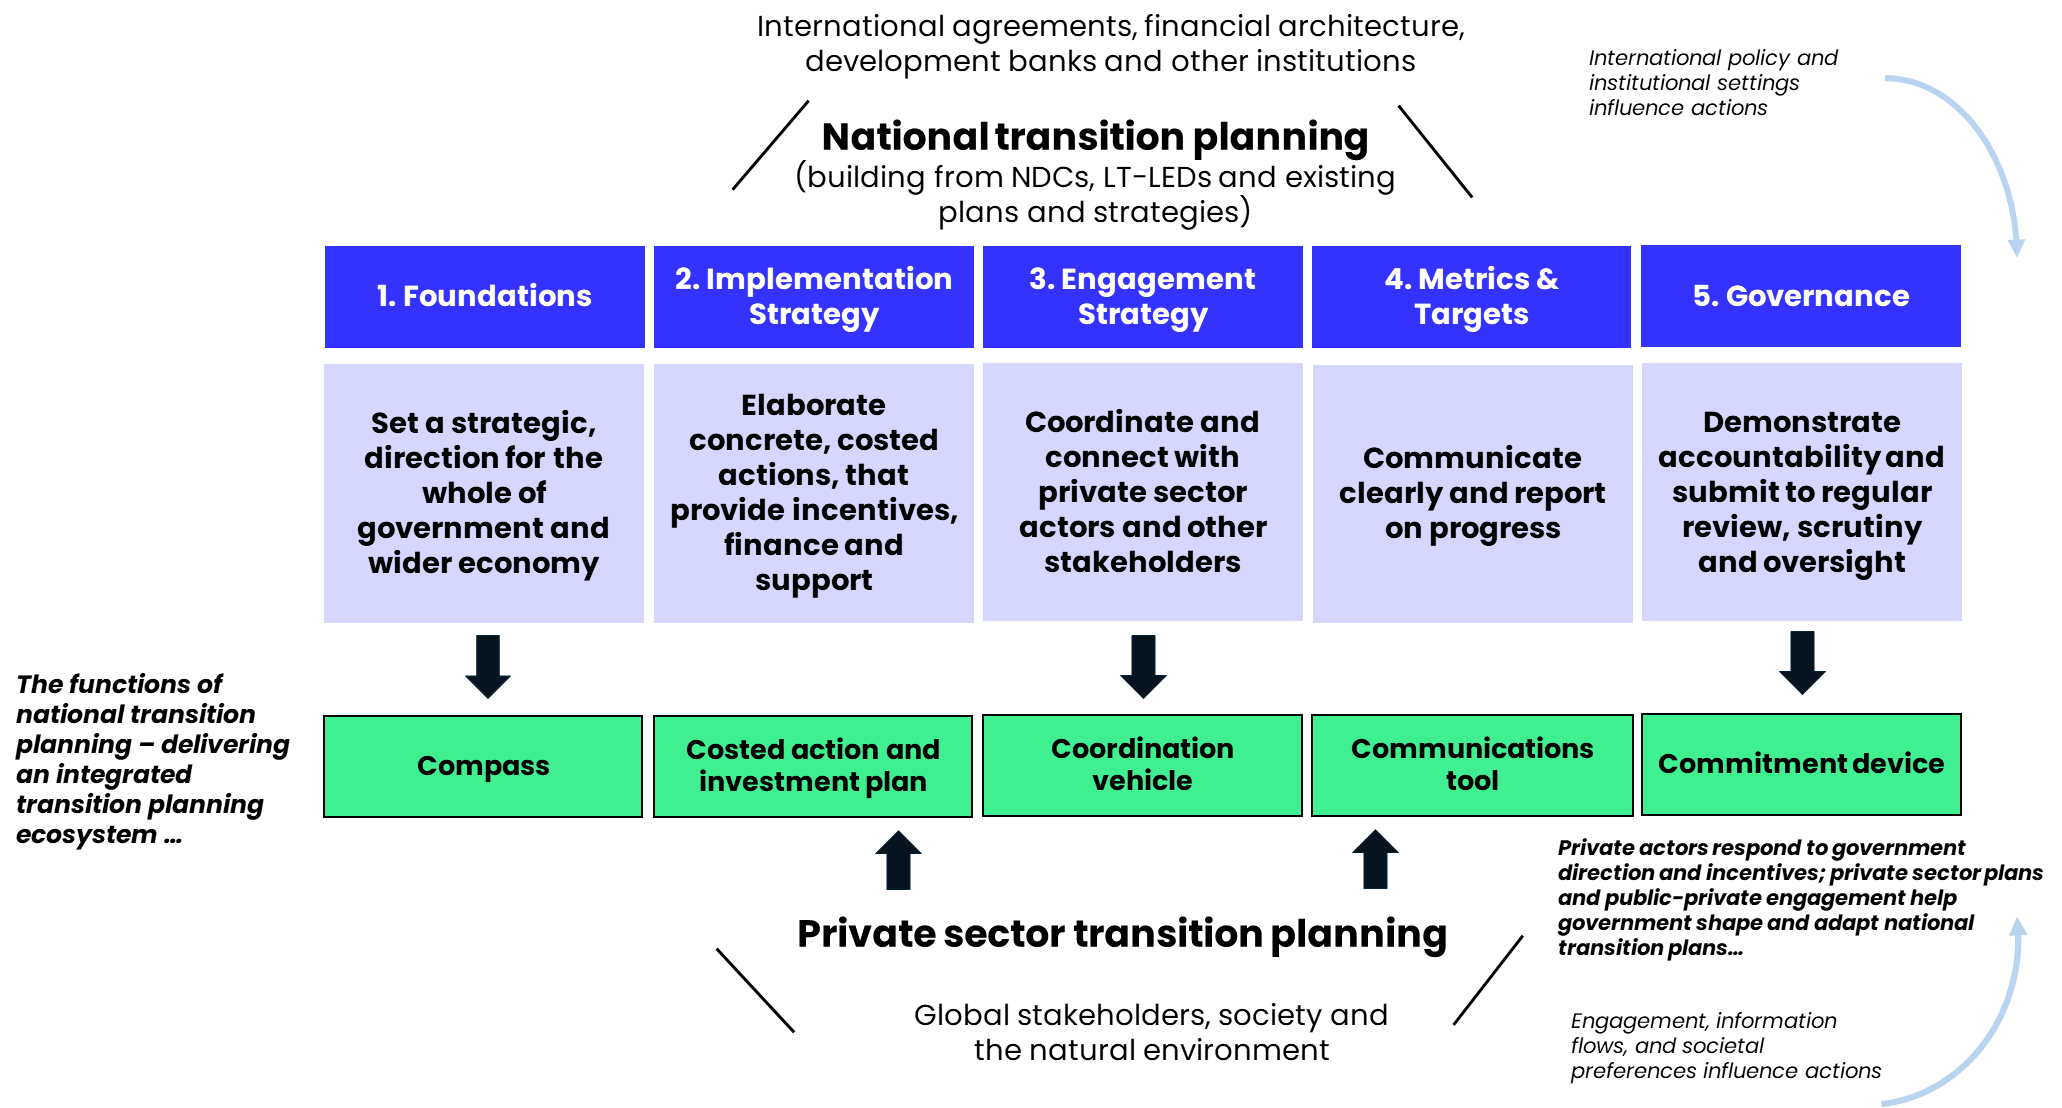 International agreements, financial architecture,
development banks and other institutions
International policy and
institutional settings
influence actions
National transition planning
(building from NDCs, LT-LEDs and existing
plans and strategies)
1. Foundations
2. Implementation
Strategy
3. Engagement
Strategy
4. Metrics &
Targets
5. Governance
Set a strategic,
direction for the
whole of
government and
wider economy
Elaborate
concrete, costed
actions, that
provide incentives,
finance and
support
Coordinate and
connect with
private sector
actors and other
stakeholders
Communicate
clearly and report
on progress
Demonstrate
accountability and
submit to regular
review, scrutiny
and oversight
The functions of
national transition
planning – delivering
an integrated
transition planning
ecosystem ...
Compass
Costed action and
investment plan
Coordination
vehicle
Communications
tool
Commitment device
Private actors respond to government
direction and incentives; private sector plans
and public-private engagement help
government shape and adapt national
transition plans...
Private sector transition planning
Global stakeholders, society and
the natural environment
Engagement, information
flows, and societal
preferences influence actions